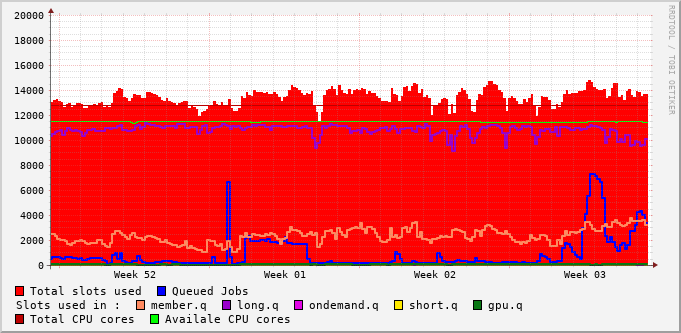 RRDTOOL / TOBI OETIKER
20000
18000
16000
14000
12000
10000
8000
6000
4000
2000
0
Week 52 Week 01 Week 02 Week 03
Total slots used Queued Jobs
Slots used in : member.q long.q ondemand.q short.q gpu.q
Total CPU cores Availale CPU cores